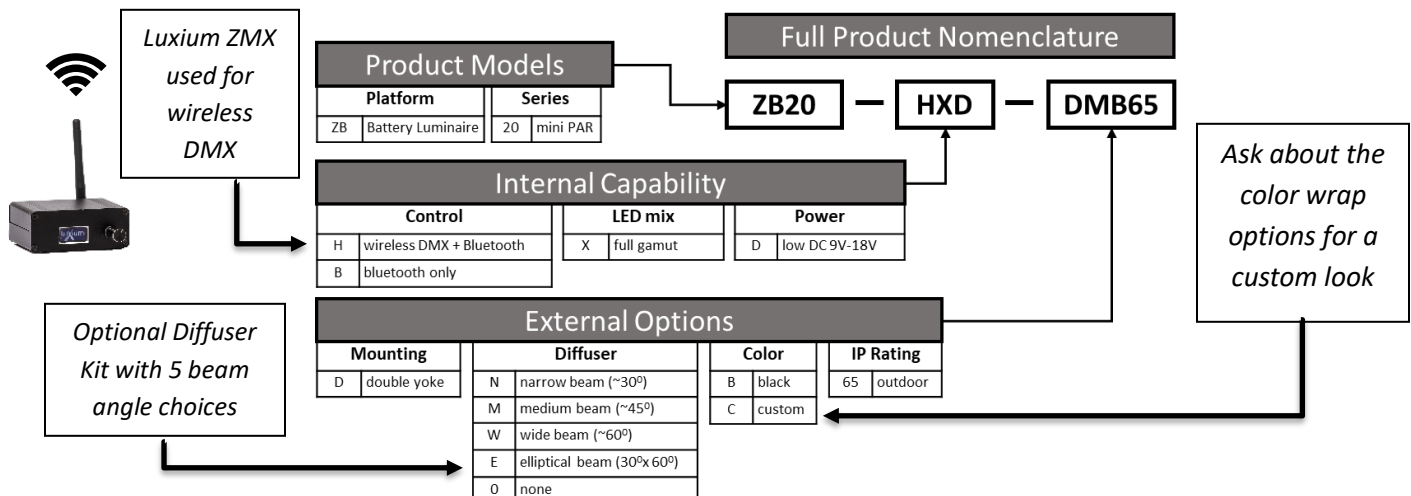 Luxium ZMX
used for
wireless
DMX
Full Product Nomenclature
Product Models
Platform Series
ZB Battery Luminaire 20 mini PAR
ZB20 — HXD — DMB65
Ask about the
color wrap
options for a
custom look
Internal Capability
Control LED mix Power
H wireless DMX + Bluetooth X full gamut D low DC 9V-18V
B bluetooth only
luxium
Optional Diffuser
Kit with 5 beam
angle choices
External Options
Mounting Diffuser Color IP Rating
D double yoke N narrow beam (~30⁰) B black 65 outdoor
M medium beam (~45⁰) C custom
W wide beam (~60⁰)
E elliptical beam (30⁰x 60⁰)
0 none